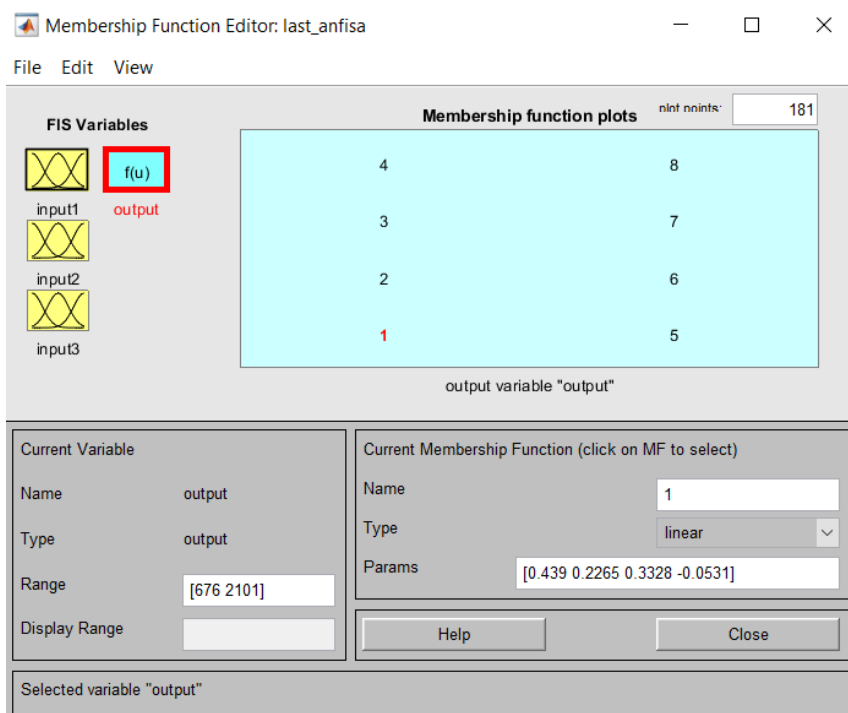 Membership Function Editor: last_anfisa
File Edit View
FIS Variables
f(u)
input1 output
input2
input3
Membership function plots
plot points: 181
4 8
3 7
2 6
1 5
output variable "output"
Current Variable
Name output
Type output
Range [676 2101]
Display Range
Current Membership Function (click on MF to select)
Name 1
Type linear
Params [0.439 0.2265 0.3328 -0.0531]
Help Close
Selected variable "output"